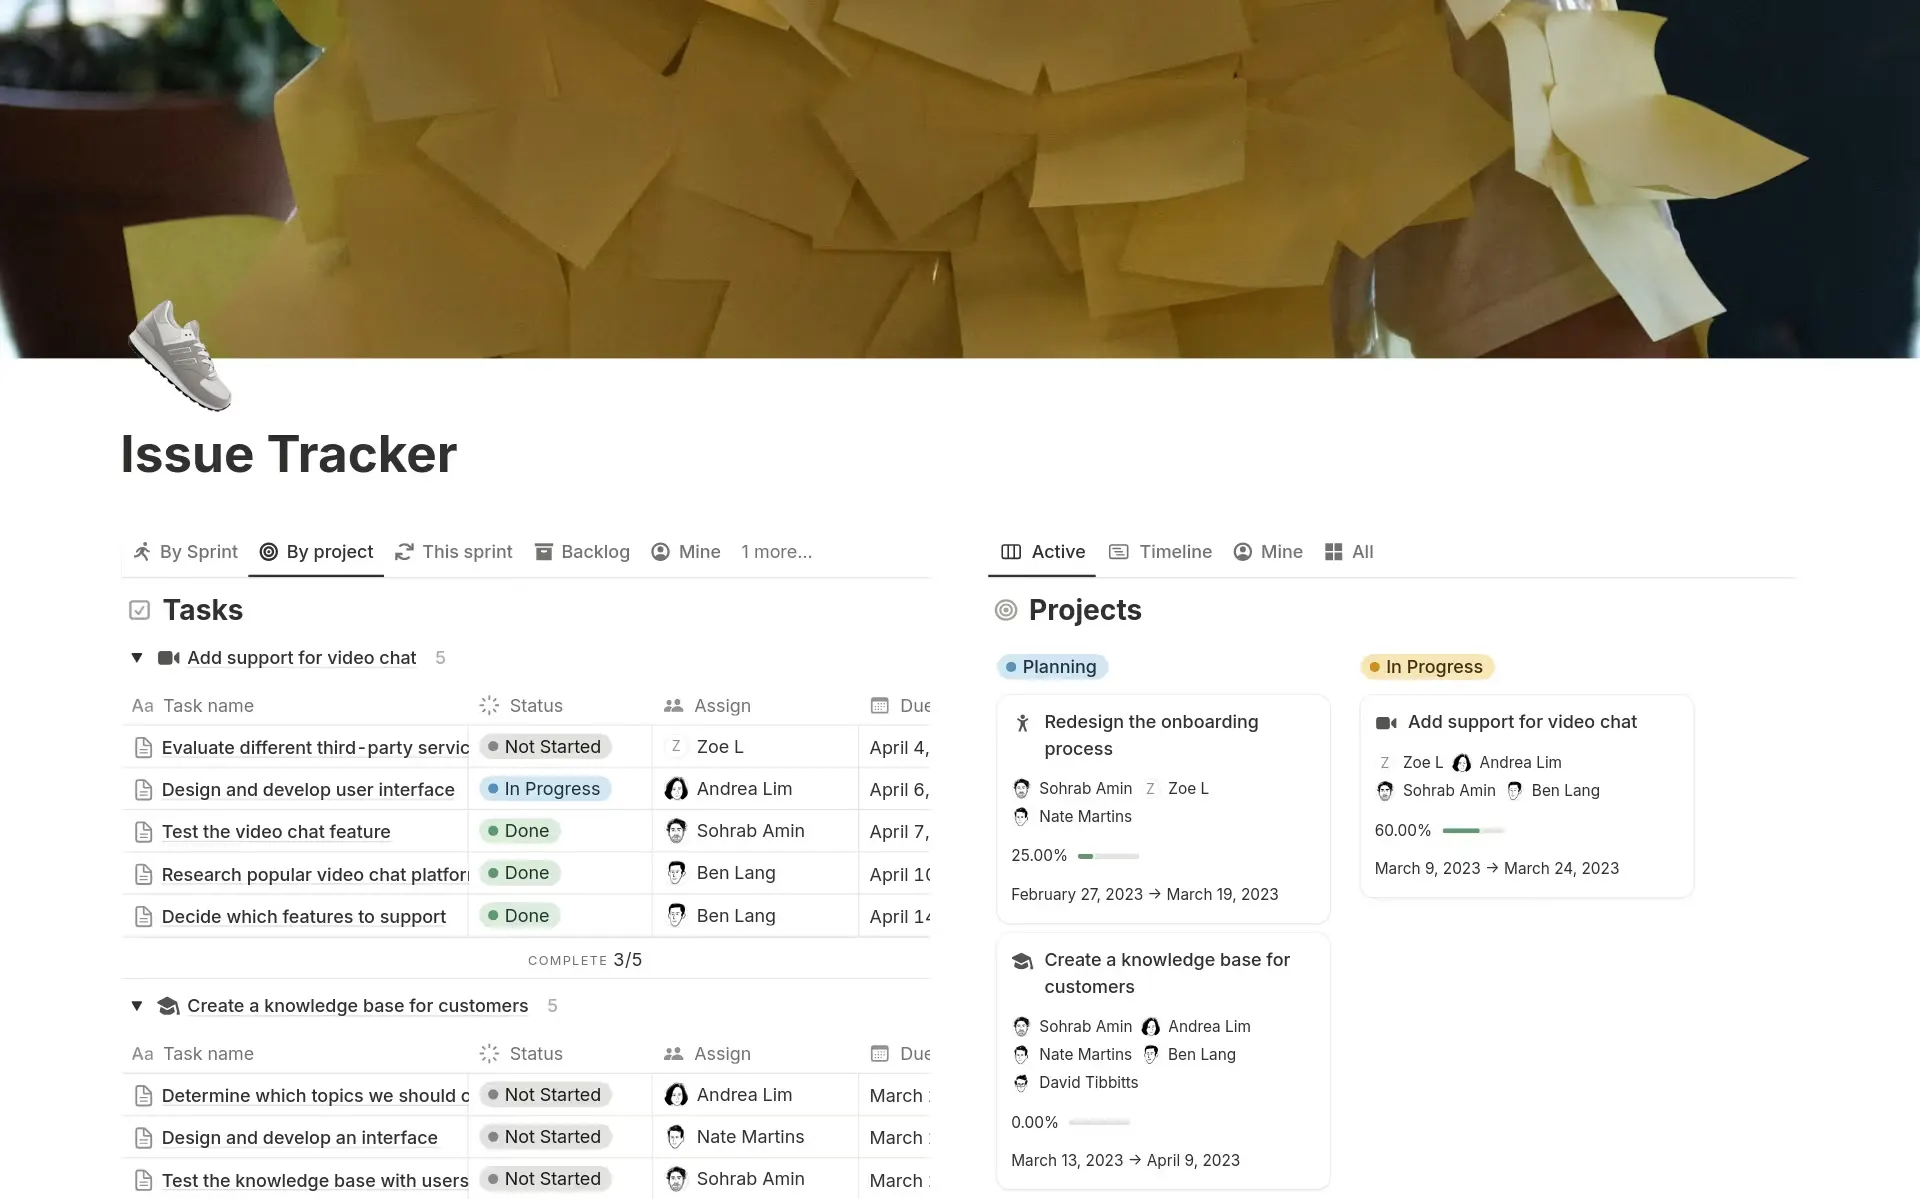 Issue Tracker
By Sprint By project This sprint Backlog Mine 1 more...
Tasks
Add support for video chat 5
Aa Task name Status Assign Due
Evaluate different third-party servic Not Started Z Zoe L April 4,
Design and develop user interface In Progress Andrea Lim April 6,
Test the video chat feature Done Sohrab Amin April 7,
Research popular video chat platfor Done Ben Lang April 10
Decide which features to support Done Ben Lang April 14
COMPLETE 3/5
Create a knowledge base for customers 5
Aa Task name Status Assign Due
Determine which topics we should c Not Started Andrea Lim March
Design and develop an interface Not Started Nate Martins March
Test the knowledge base with users Not Started Sohrab Amin March
Active Timeline Mine All
Projects
Planning
Redesign the onboarding
process
Sohrab Amin Z Zoe L
Nate Martins
25.00%
February 27, 2023 → March 19, 2023
Create a knowledge base for
customers
Sohrab Amin Andrea Lim
Nate Martins Ben Lang
David Tibbitts
0.00%
March 13, 2023 → April 9, 2023
In Progress
Add support for video chat
Z Zoe L Andrea Lim
Sohrab Amin Ben Lang
60.00%
March 9, 2023 → March 24, 2023